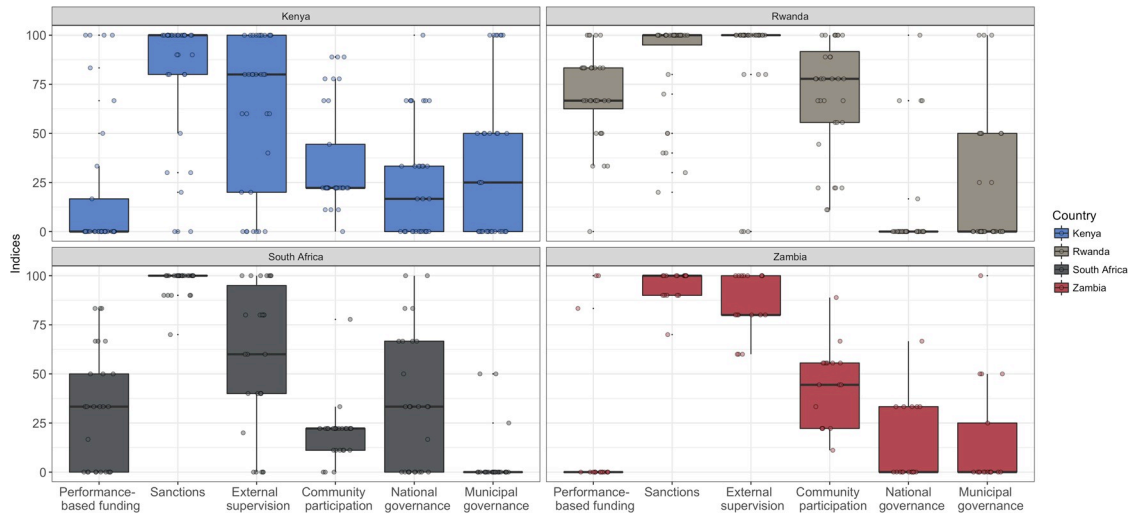 Kenya
Rwanda
100
75
50
25
0
South Africa
Zambia
100
75
50
25
0
Indices
Performance-
based funding
Sanctions
External
supervision
Community
participation
National
governance
Municipal
governance
Performance-
based funding
Sanctions
External
supervision
Community
participation
National
governance
Municipal
governance
Country
Kenya
Rwanda
South Africa
Zambia